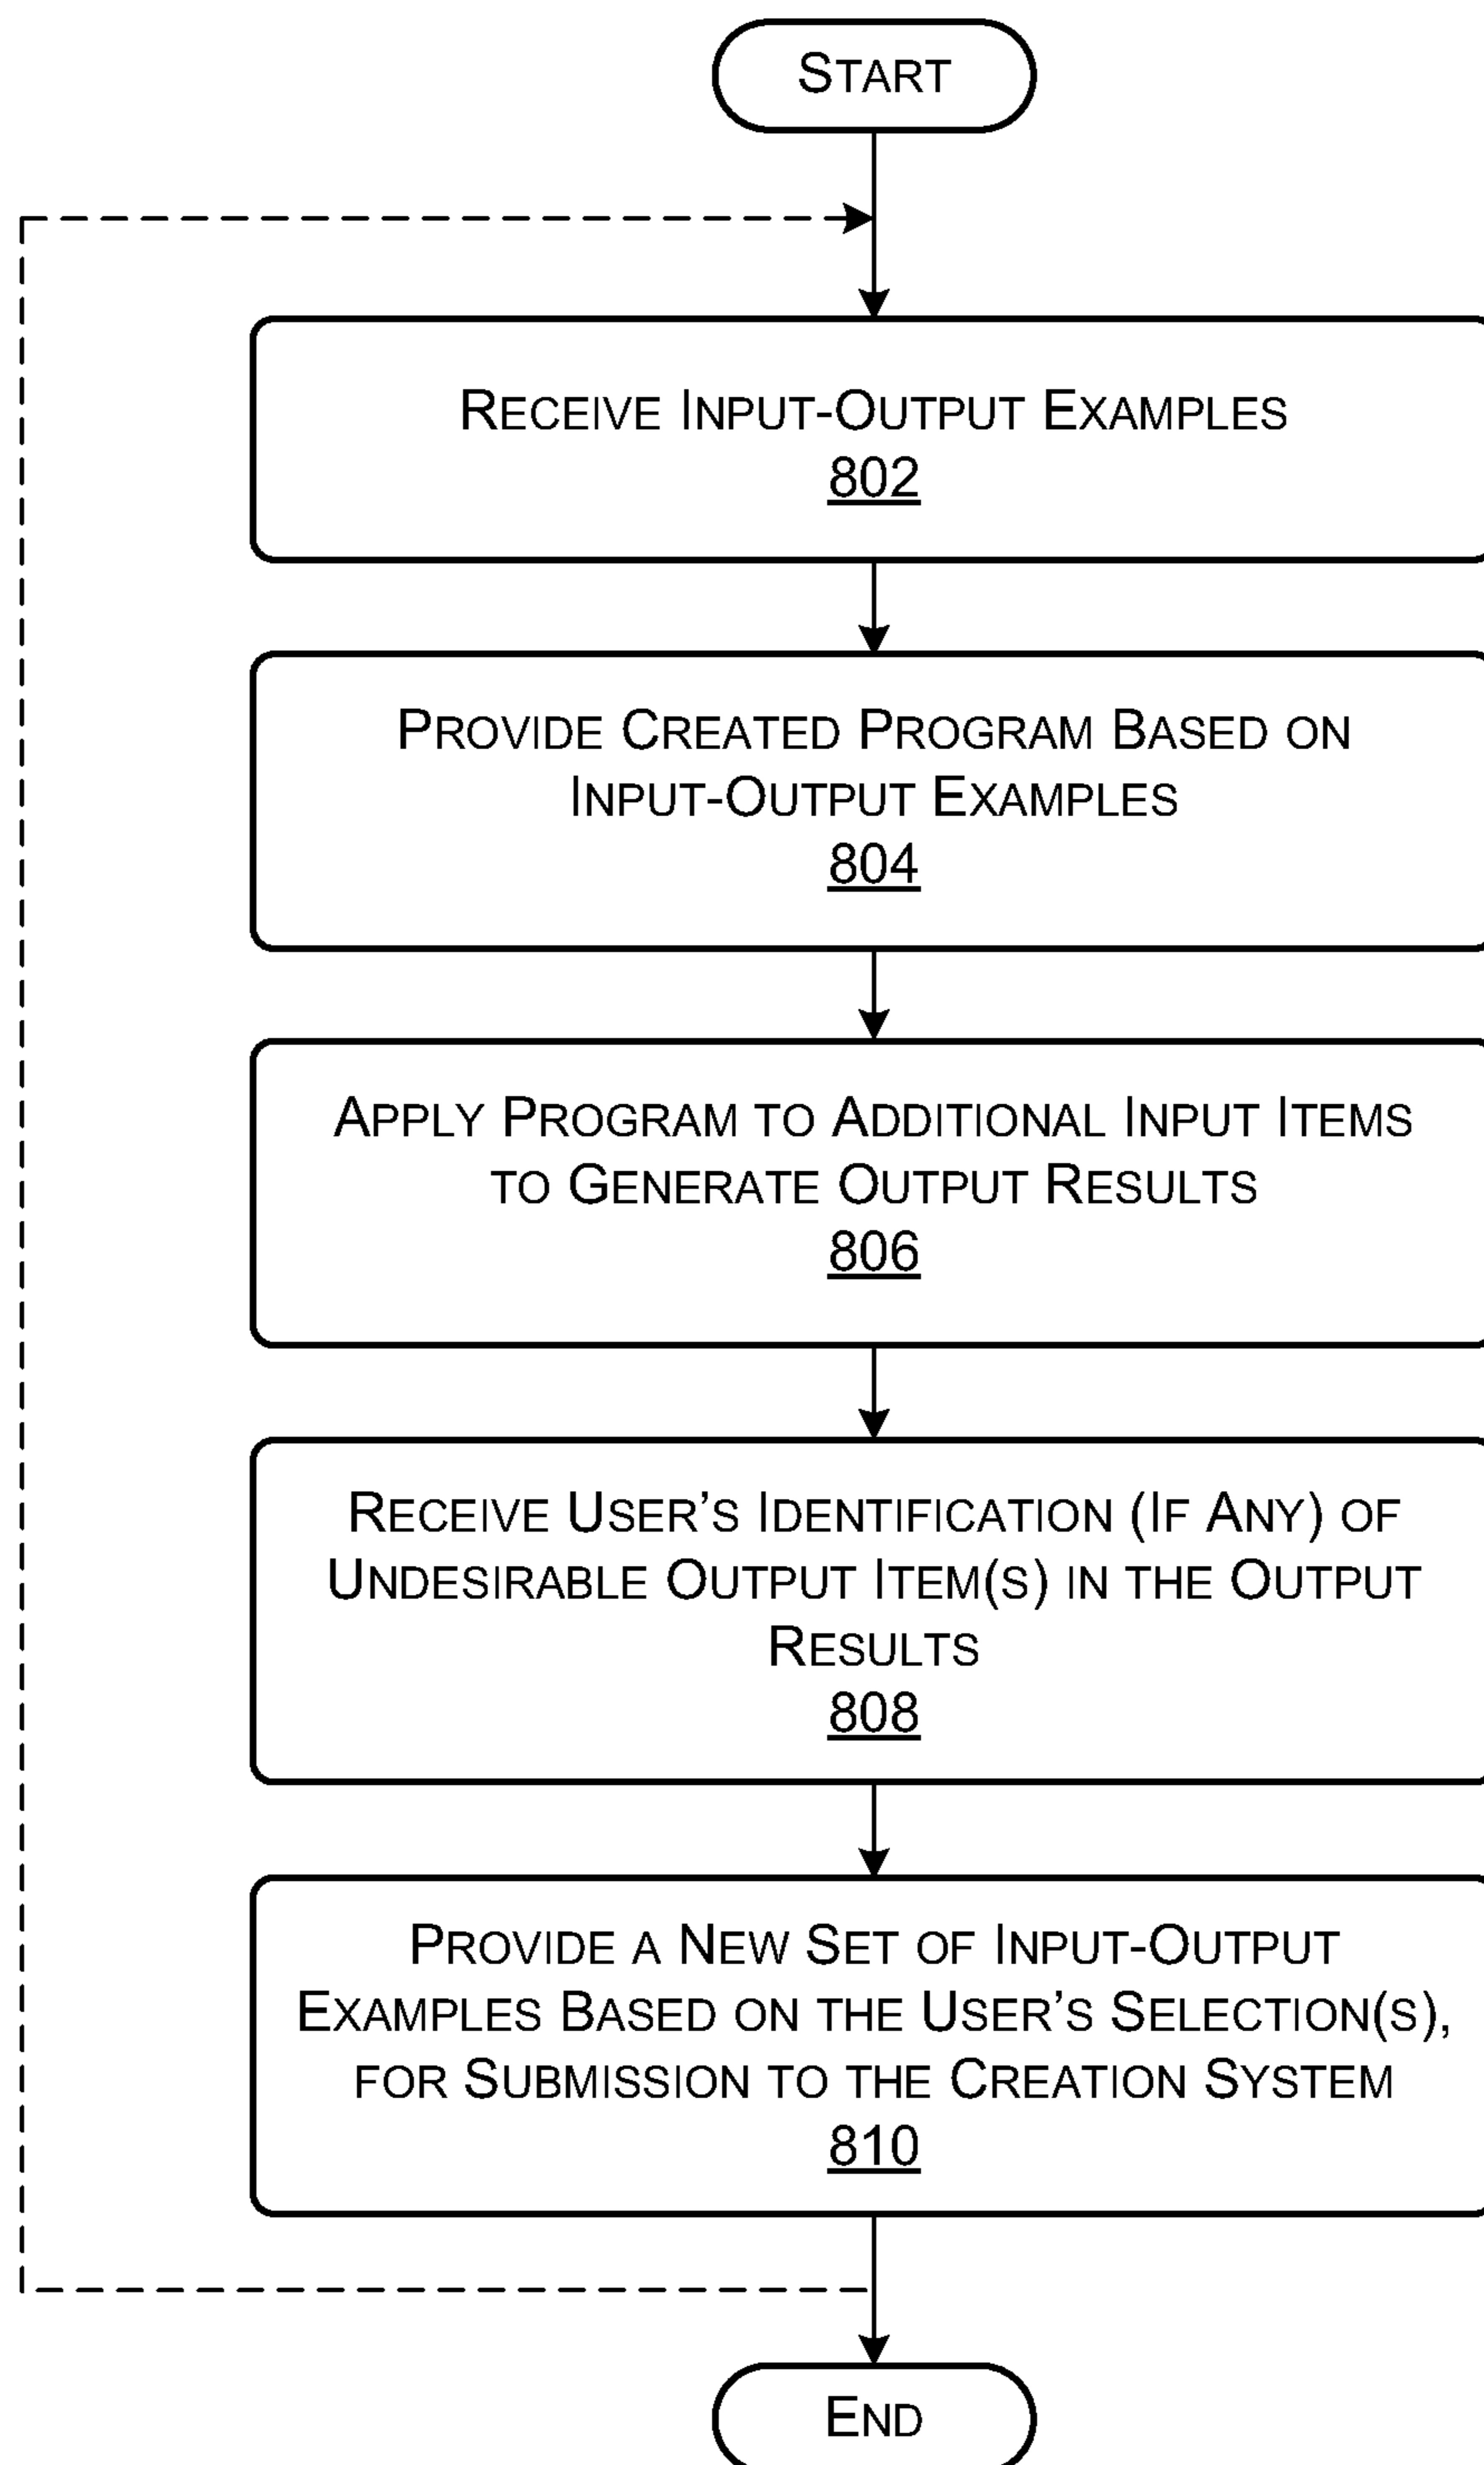 START
RECEIVE INPUT-OUTPUT EXAMPLES
802
PROVIDE CREATED PROGRAM BASED ON
INPUT-OUTPUT EXAMPLES
804
APPLY PROGRAM TO ADDITIONAL INPUT ITEMS
TO GENERATE OUTPUT RESULTS
806
RECEIVE USER'S IDENTIFICATION (IF ANY) OF
UNDESIRABLE OUTPUT ITEM(S) IN THE OUTPUT
RESULTS
808
PROVIDE A NEW SET OF INPUT-OUTPUT
EXAMPLES BASED ON THE USER'S SELECTION(S),
FOR SUBMISSION TO THE CREATION SYSTEM
810
END